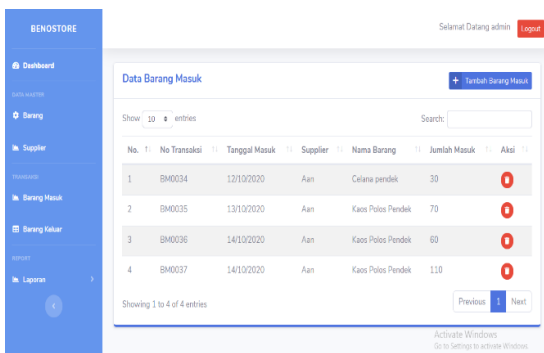 BENOSTORE
Selamat Datang admin Logout
Dashboard
DATA MASTER
Barang
Supplier
TRANSAKSI
Barang Masuk
Barang Keluar
REPORT
Laporan
Data Barang Masuk
+ Tambah Barang Masuk
Show 10 entries Search:
No. No Transaksi Tanggal Masuk Supplier Nama Barang Jumlah Masuk Aksi
1 BM0034 12/10/2020 Aan Celana pendek 30
2 BM0035 13/10/2020 Aan Kaos Polos Pendek 70
3 BM0036 14/10/2020 Aan Kaos Polos Pendek 60
4 BM0037 14/10/2020 Aan Kaos Polos Pendek 110
Showing 1 to 4 of 4 entries Previous 1 Next
Activate Windows
Go to Settings to activate Windows.